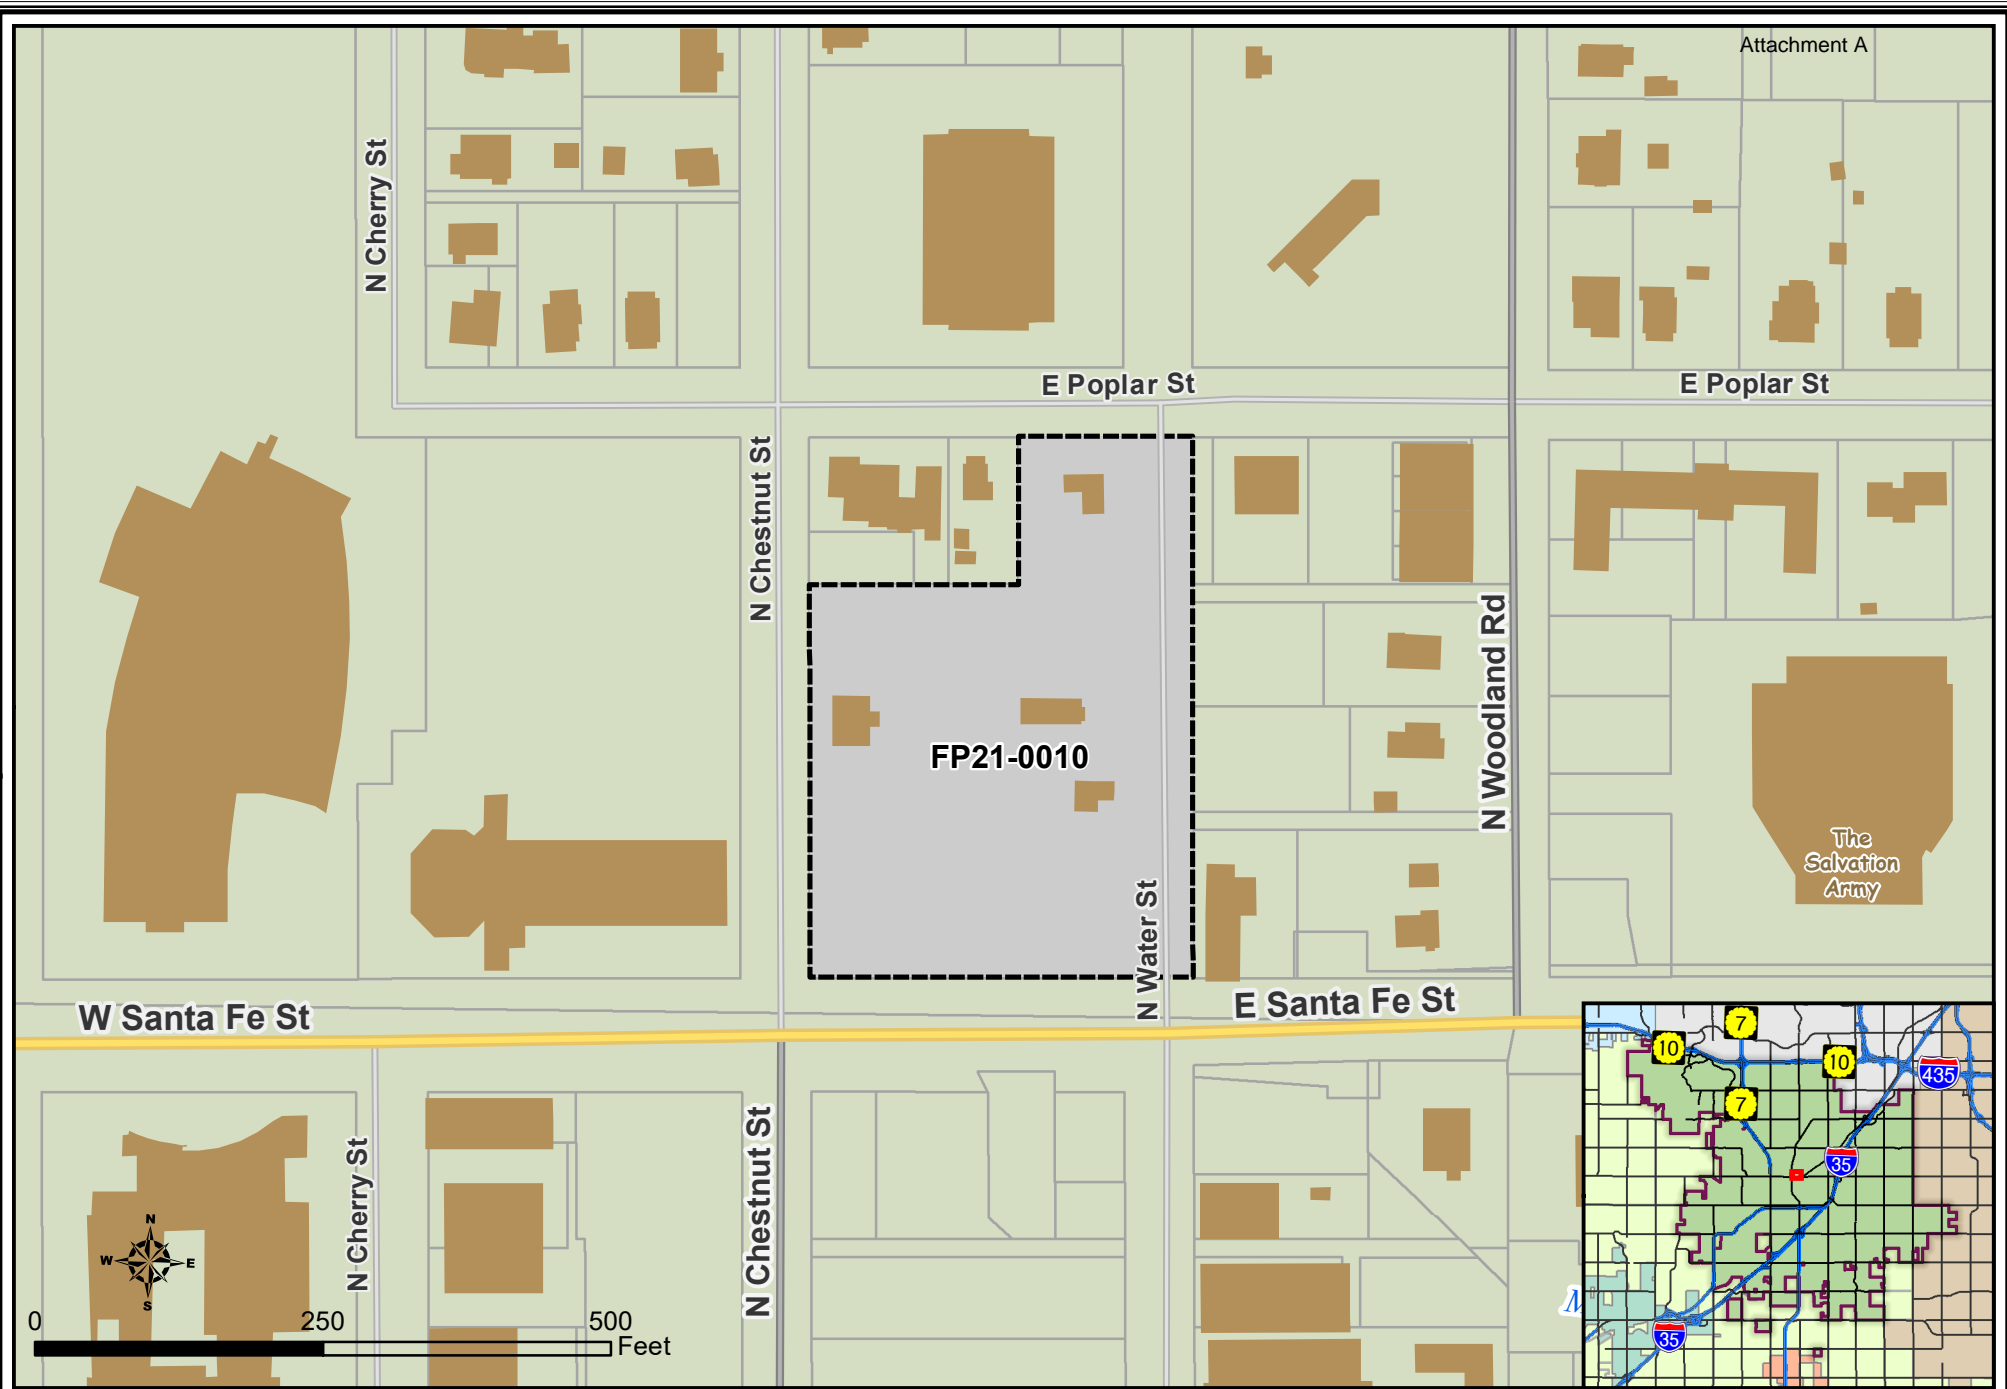 Attachment A
N Cherry St
E Poplar St
E Poplar St
N Chestnut St
N Woodland Rd
FP21-0010
The
Salvation
Army
N Water St
W Santa Fe St
E Santa Fe St
7
10
10
435
7
35
35
N Cherry St
N Chestnut St
N
W
E
S
0
250
500
Feet
M